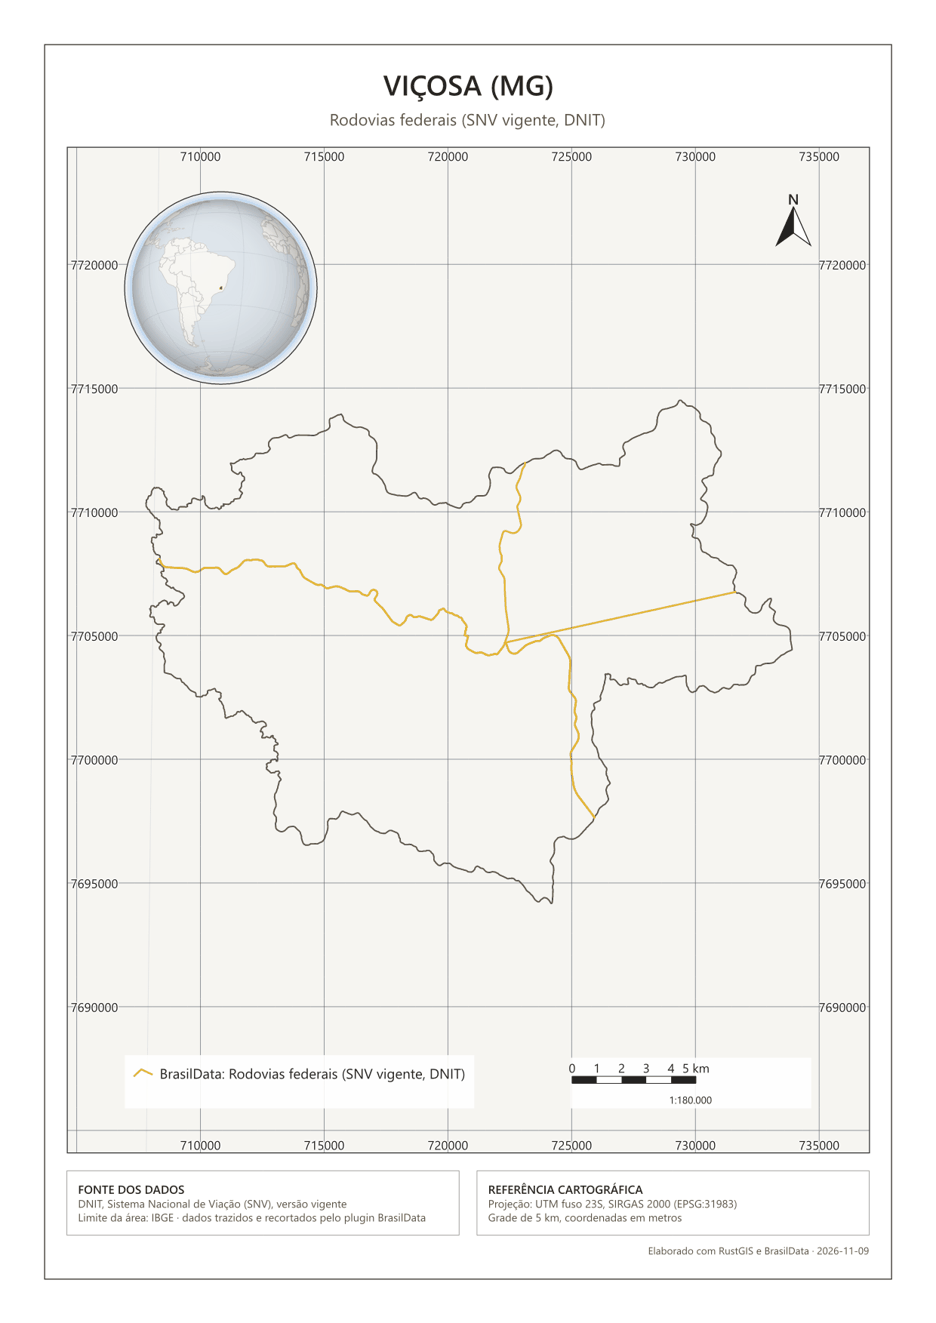 VIÇOSA (MG)
Rodovias federais (SNV vigente, DNIT)
710000 715000 720000 725000 730000 735000
N
7720000 7720000
7715000 7715000
7710000 7710000
7705000 7705000
7700000 7700000
7695000 7695000
7690000 7690000
BrasilData: Rodovias federais (SNV vigente, DNIT)
0 1 2 3 4 5 km
1:180.000
710000 715000 720000 725000 730000 735000
FONTE DOS DADOS
DNIT, Sistema Nacional de Viação (SNV), versão vigente
Limite da área: IBGE · dados trazidos e recortados pelo plugin BrasilData
REFERÊNCIA CARTOGRÁFICA
Projeção: UTM fuso 23S, SIRGAS 2000 (EPSG:31983)
Grade de 5 km, coordenadas em metros
Elaborado com RustGIS e BrasilData · 2026-11-09